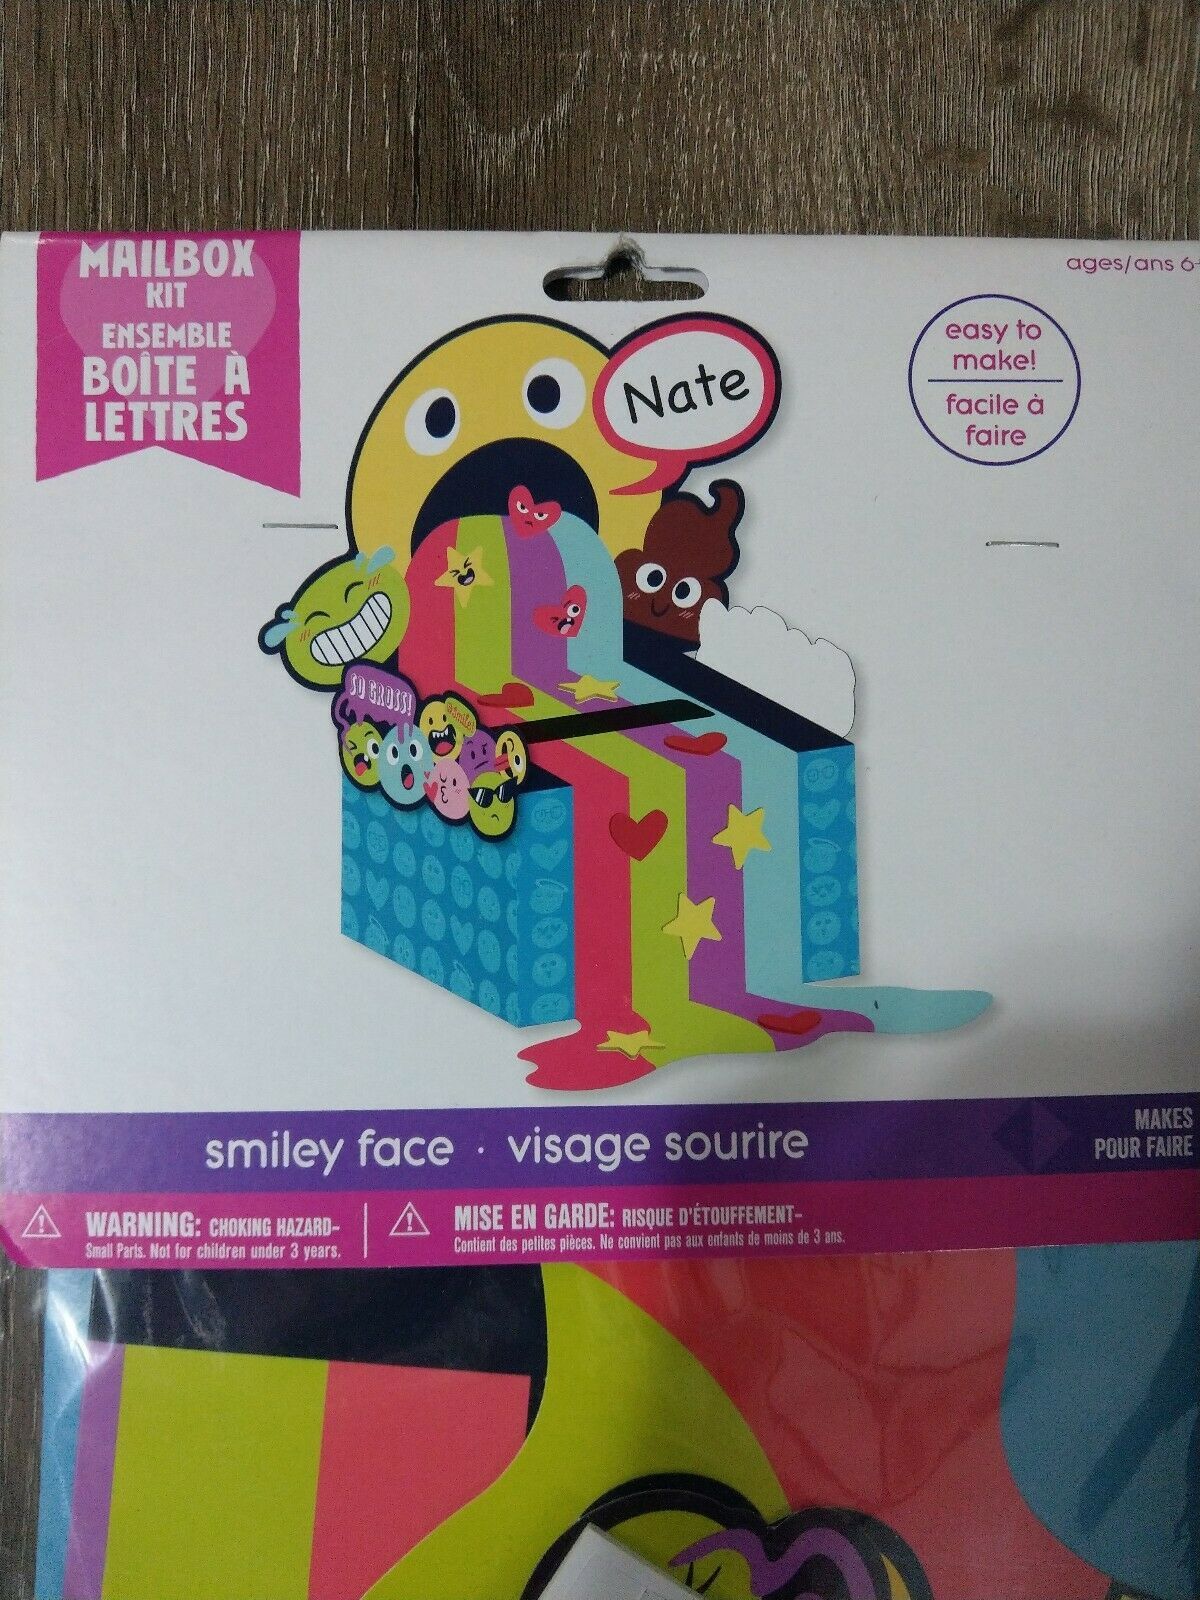 MAILBOX
KIT
ENSEMBLE
BOÎTE À
LETTRES
ages/ans 6+
easy to
make!
facile à
faire
Nate
SO GROSS!
#Smile!
smiley face · visage sourire
MAKES
POUR FAIRE
WARNING: CHOKING HAZARD–
Small Parts. Not for children under 3 years.
MISE EN GARDE: RISQUE D'ÉTOUFFEMENT–
Contient des petites pièces. Ne convient pas aux enfants de moins de 3 ans.